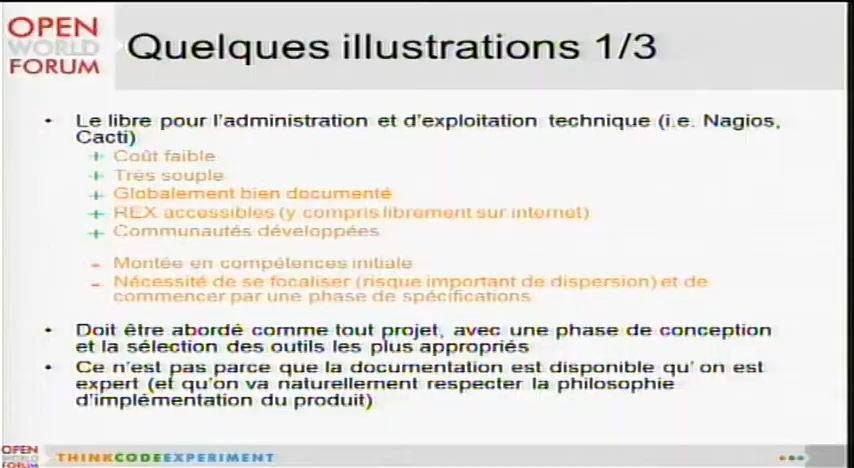 OPEN
WORLD
FORUM
Quelques illustrations 1/3
• Le libre pour l'administration et d'exploitation technique (i.e. Nagios,
Cacti)
+ Coût faible
+ Très souple
+ Globalement bien documenté
+ REX accessibles (y compris librement sur internet)
+ Communautés développées
- Montée en compétences initiale
- Nécessité de se focaliser (risque important de dispersion) et de
commencer par une phase de spécifications
• Doit être abordé comme tout projet, avec une phase de conception
et la sélection des outils les plus appropriés
• Ce n'est pas parce que la documentation est disponible qu' on est
expert (et qu'on va naturellement respecter la philosophie
d'implémentation du produit)
OPEN
WORLD
FORUM
THINKCODEEXPERIMENT